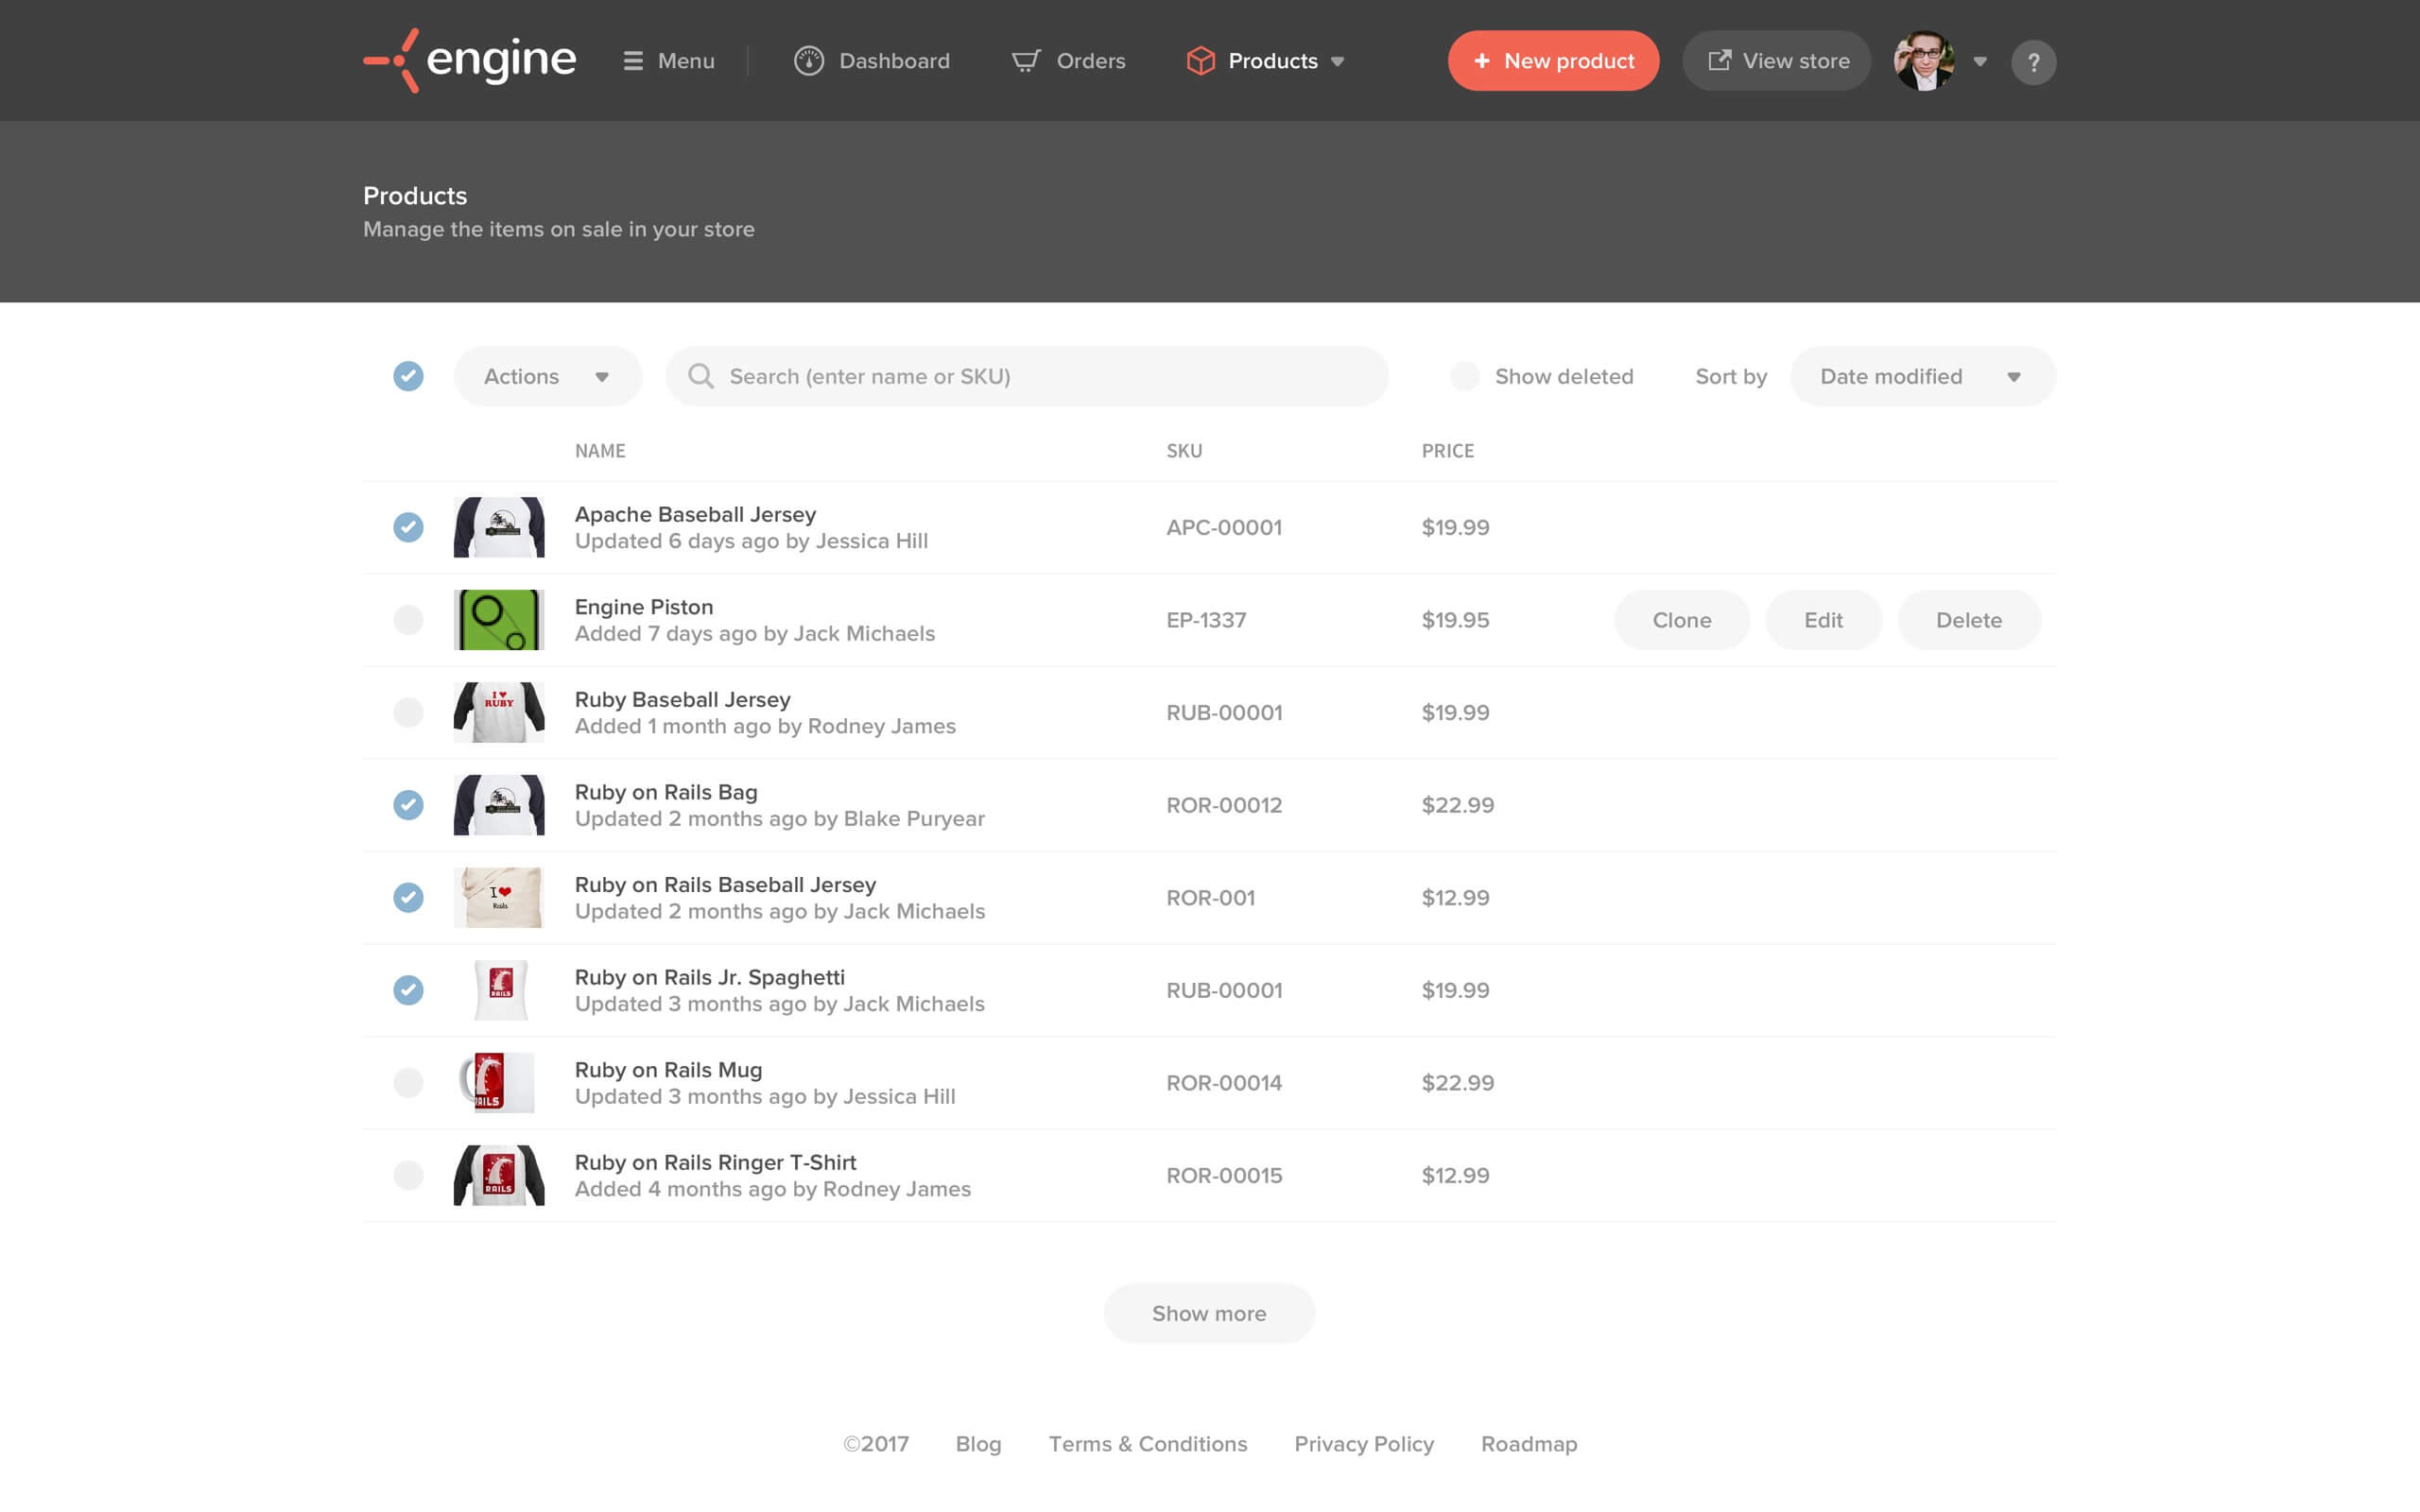 engine
Menu
Dashboard
Orders
Products
+ New product
View store
?
Products
Manage the items on sale in your store
Actions
Search (enter name or SKU)
Show deleted
Sort by
Date modified
NAME
SKU
PRICE
Apache Baseball Jersey
Updated 6 days ago by Jessica Hill
APC-00001
$19.99
Engine Piston
Added 7 days ago by Jack Michaels
EP-1337
$19.95
Clone
Edit
Delete
I ♥
RUBY
Ruby Baseball Jersey
Added 1 month ago by Rodney James
RUB-00001
$19.99
Ruby on Rails Bag
Updated 2 months ago by Blake Puryear
ROR-00012
$22.99
I ♥
Rails
Ruby on Rails Baseball Jersey
Updated 2 months ago by Jack Michaels
ROR-001
$12.99
RAILS
Ruby on Rails Jr. Spaghetti
Updated 3 months ago by Jack Michaels
RUB-00001
$19.99
AILS
Ruby on Rails Mug
Updated 3 months ago by Jessica Hill
ROR-00014
$22.99
RAILS
Ruby on Rails Ringer T-Shirt
Added 4 months ago by Rodney James
ROR-00015
$12.99
Show more
©2017
Blog
Terms & Conditions
Privacy Policy
Roadmap